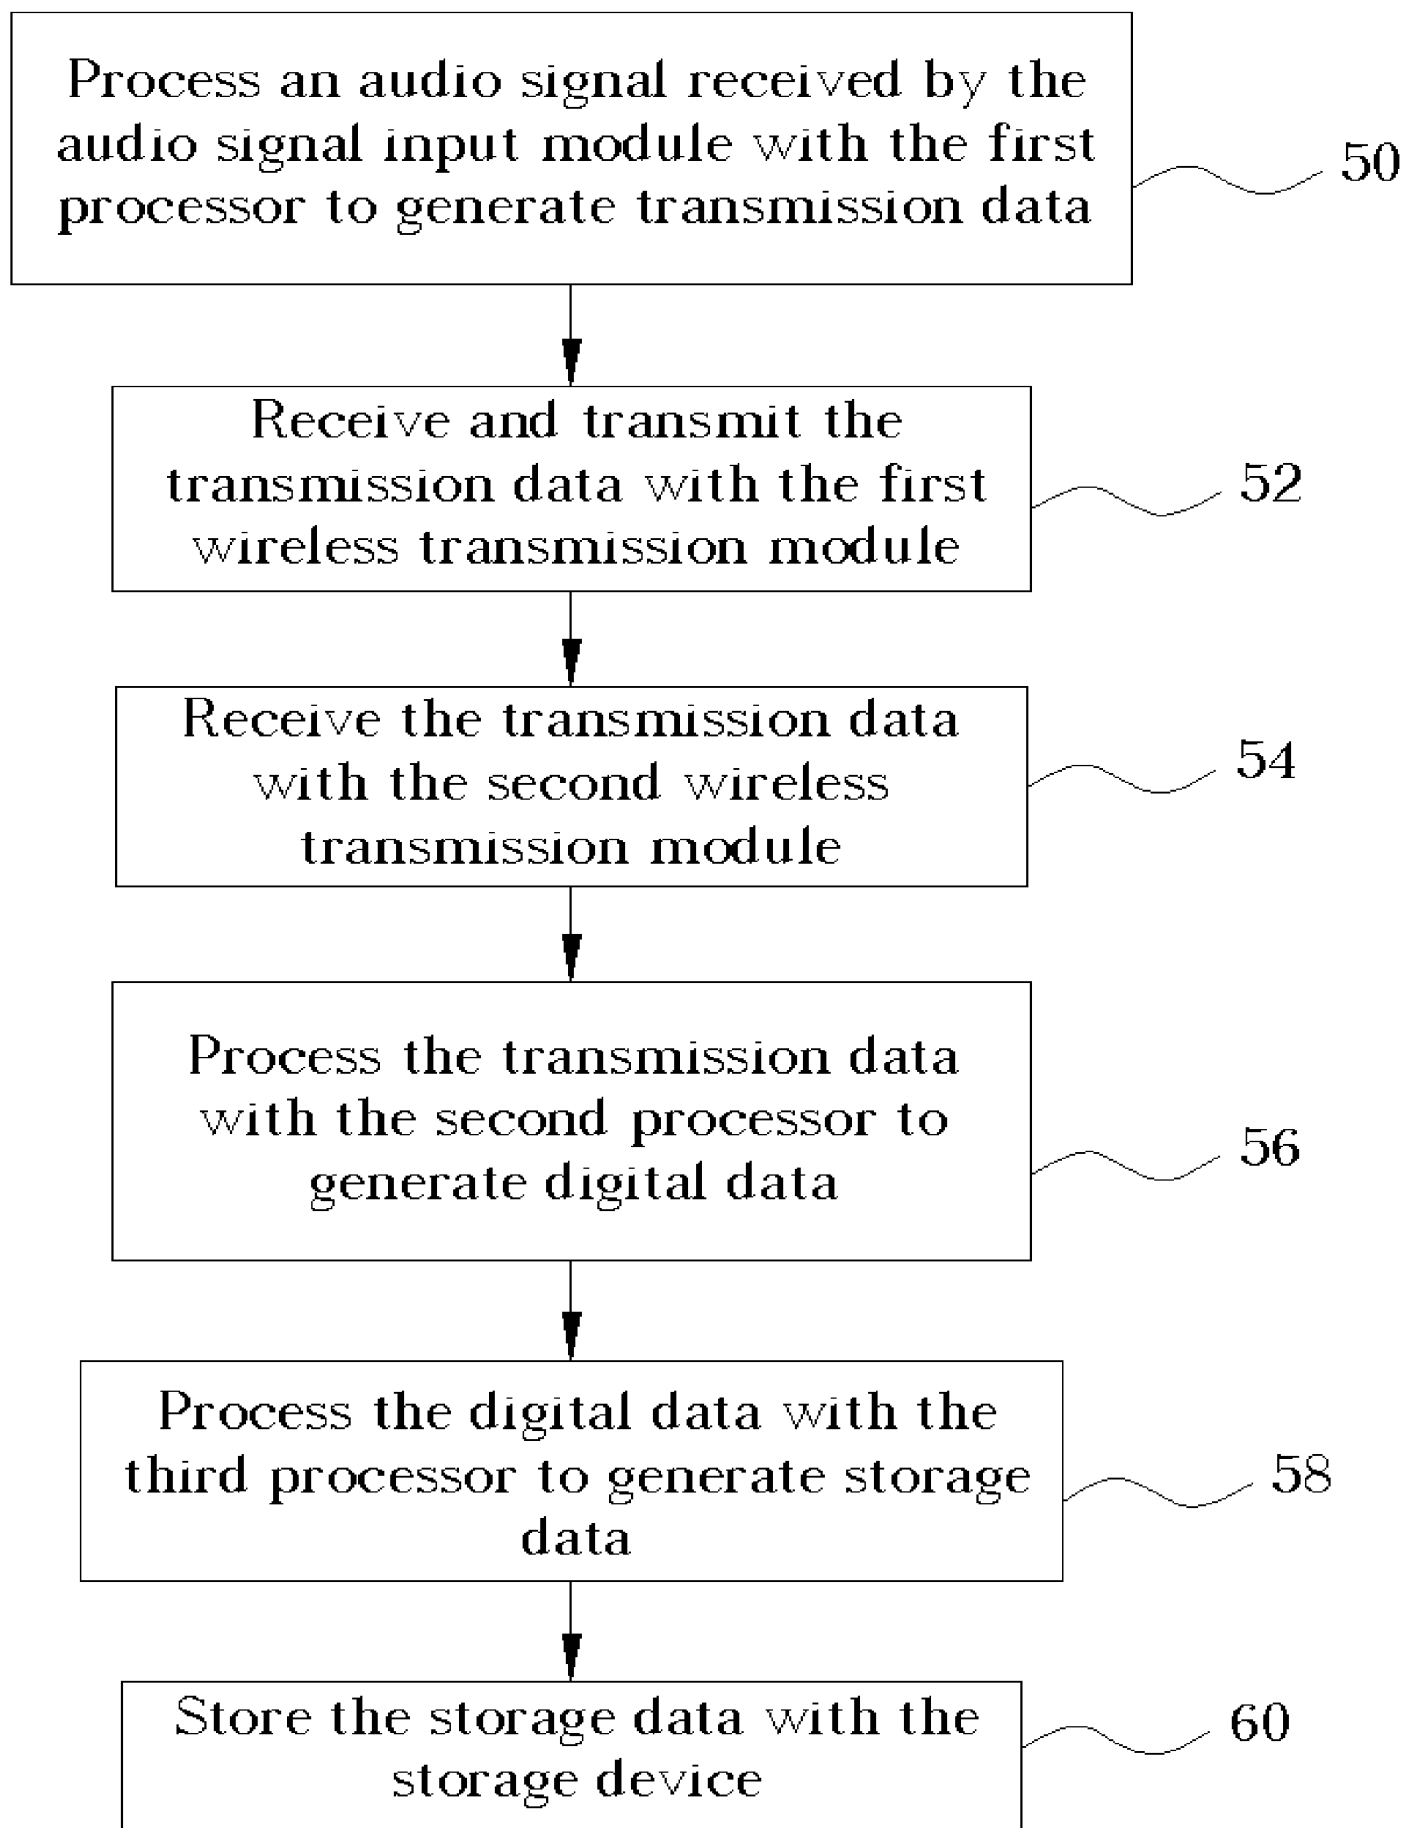 Process an audio signal received by the
audio signal input module with the first
processor to generate transmission data
50
Receive and transmit the
transmission data with the first
wireless transmission module
52
Receive the transmission data
with the second wireless
transmission module
54
Process the transmission data
with the second processor to
generate digital data
56
Process the digital data with the
third processor to generate storage
data
58
Store the storage data with the
storage device
60